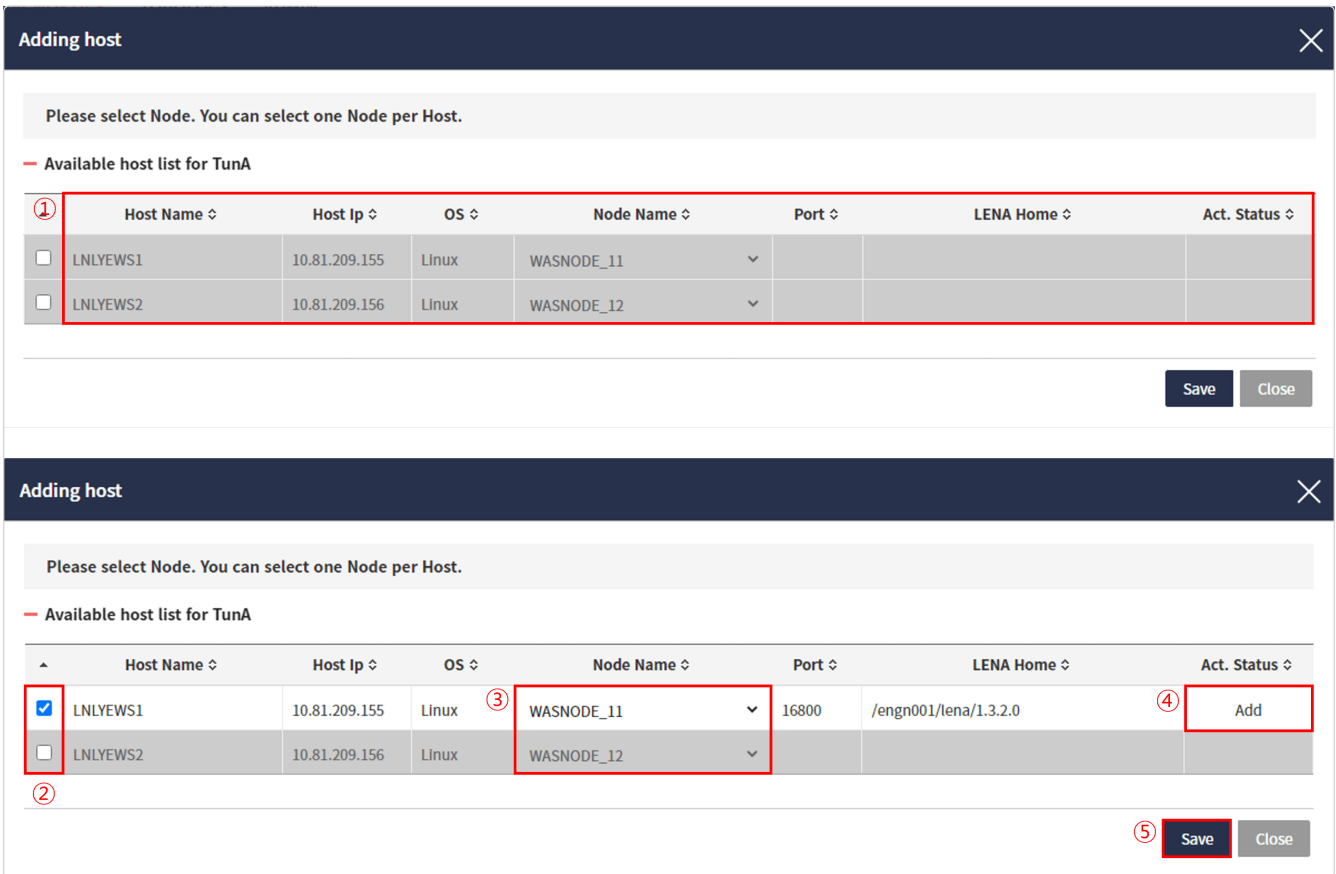 Adding host
Please select Node. You can select one Node per Host.
Available host list for TunA
① Host Name Host Ip OS Node Name Port LENA Home Act. Status
LNLYEWS1 10.81.209.155 Linux WASNODE_11
LNLYEWS2 10.81.209.156 Linux WASNODE_12
Save Close
Adding host
Please select Node. You can select one Node per Host.
Available host list for TunA
Host Name Host Ip OS Node Name Port LENA Home Act. Status
LNLYEWS1 10.81.209.155 Linux ③ WASNODE_11 16800 /engn001/lena/1.3.2.0 ④ Add
LNLYEWS2 10.81.209.156 Linux WASNODE_12
②
⑤ Save Close